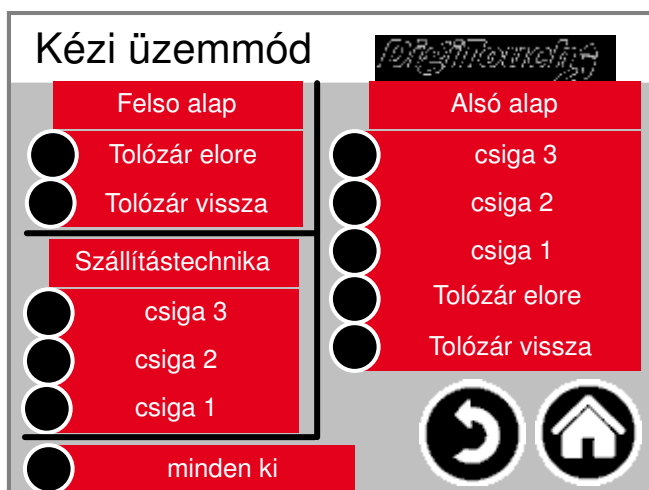 Kézi üzemmód
DigiTouch
Felso alap
Tolózár elore
Tolózár vissza
Szállítástechnika
csiga 3
csiga 2
csiga 1
minden ki
Alsó alap
csiga 3
csiga 2
csiga 1
Tolózár elore
Tolózár vissza